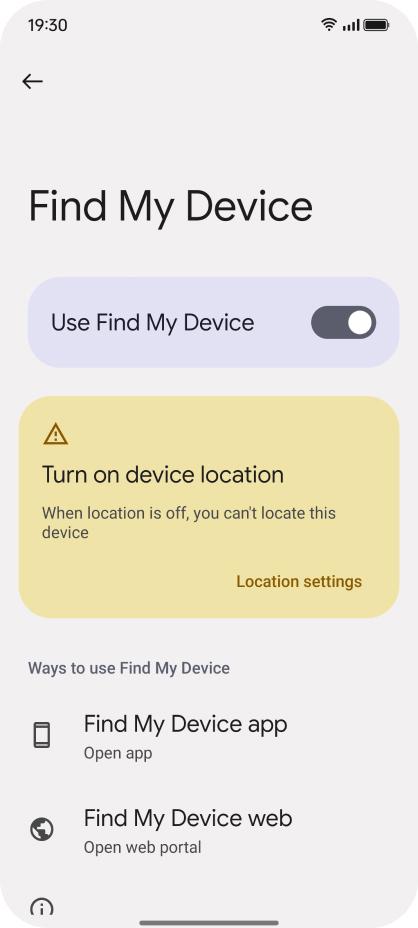 19:30
Find My Device
Use Find My Device
Turn on device location
When location is off, you can't locate this
device
Location settings
Ways to use Find My Device
Find My Device app
Open app
Find My Device web
Open web portal